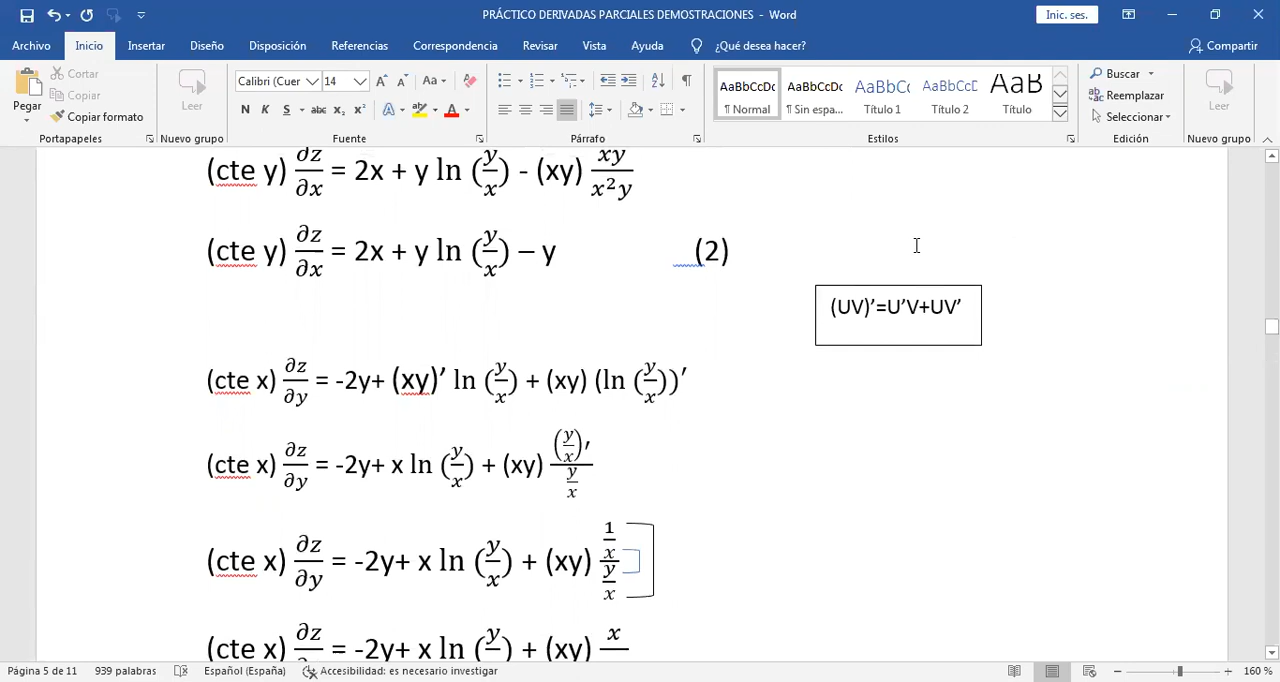 PRÁCTICO DERIVADAS PARCIALES DEMOSTRACIONES - Word
Inic. ses.
Archivo Inicio Insertar Diseño Disposición Referencias Correspondencia Revisar Vista Ayuda ¿Qué desea hacer? Compartir
Pegar
Cortar
Copiar
Copiar formato
Portapapeles
Leer
Nuevo grupo
Calibri (Cuer 14
N K S abc x₂ x²
Fuente
Párrafo
AaBbCcDc AaBbCcDc AaBbCc AaBbCcD AaB
¶ Normal ¶ Sin espa... Título 1 Título 2 Título
Estilos
Buscar
Reemplazar
Seleccionar
Edición
Leer
Nuevo grupo
(cte y) ∂z/∂x = 2x + y ln (y/x) - (xy) xy/x²y
(cte y) ∂z/∂x = 2x + y ln (y/x) – y (2)
(UV)’=U’V+UV’
(cte x) ∂z/∂y = -2y+ (xy)’ ln (y/x) + (xy) (ln (y/x))′
(cte x) ∂z/∂y = -2y+ x ln (y/x) + (xy) (y/x)′/(y/x)
(cte x) ∂z/∂y = -2y+ x ln (y/x) + (xy) (1/x)/(y/x)
(cte x) ∂z = -2y+ x ln (y/x) + (xy) x
Página 5 de 11 939 palabras Español (España) Accesibilidad: es necesario investigar 160 %